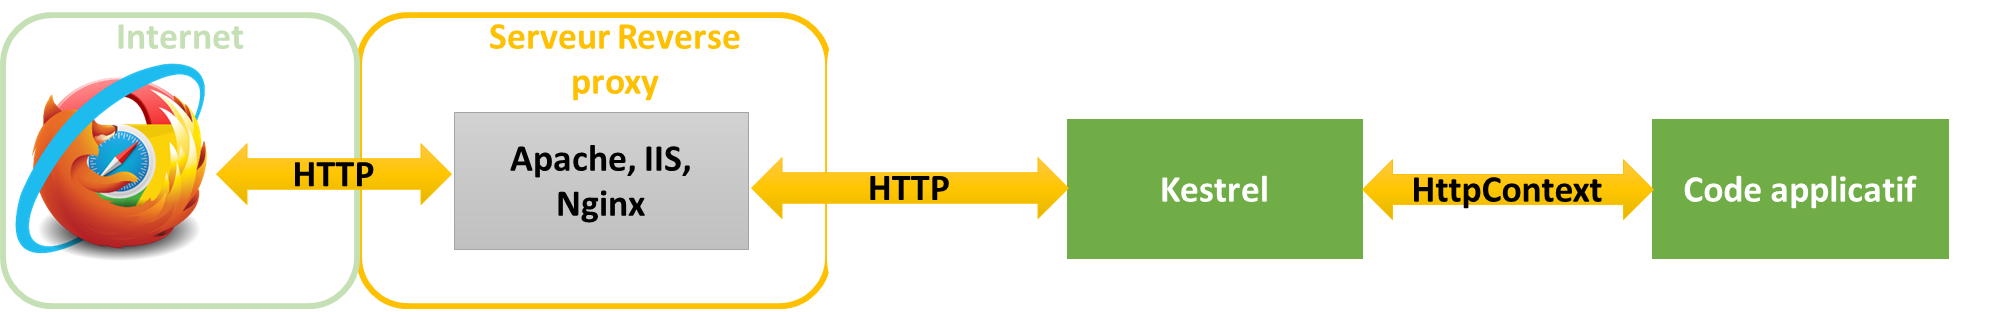 Internet
Serveur Reverse
proxy
HTTP
Apache, IIS,
Nginx
HTTP
Kestrel
HttpContext
Code applicatif